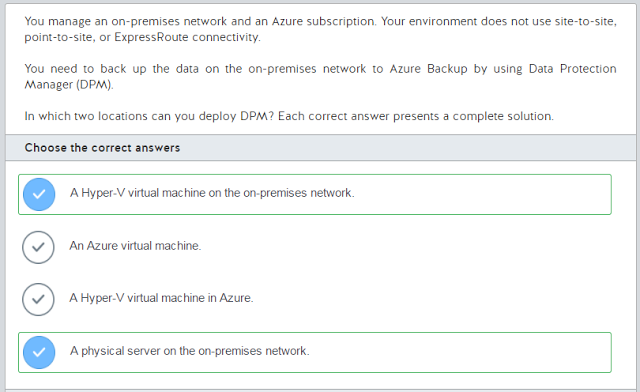 You manage an on-premises network and an Azure subscription. Your environment does not use site-to-site,
point-to-site, or ExpressRoute connectivity.
You need to back up the data on the on-premises network to Azure Backup by using Data Protection
Manager (DPM).
In which two locations can you deploy DPM? Each correct answer presents a complete solution.
Choose the correct answers
A Hyper-V virtual machine on the on-premises network.
An Azure virtual machine.
A Hyper-V virtual machine in Azure.
A physical server on the on-premises network.